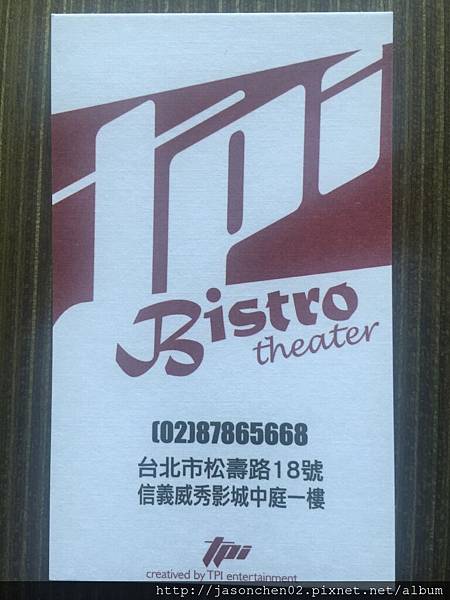 tpi
Bistro
theater
(02)87865668
台北市松壽路18號
信義威秀影城中庭一樓
tpi
creatived by TPI entertainment
http://jasonchen02.pixnet.net/album